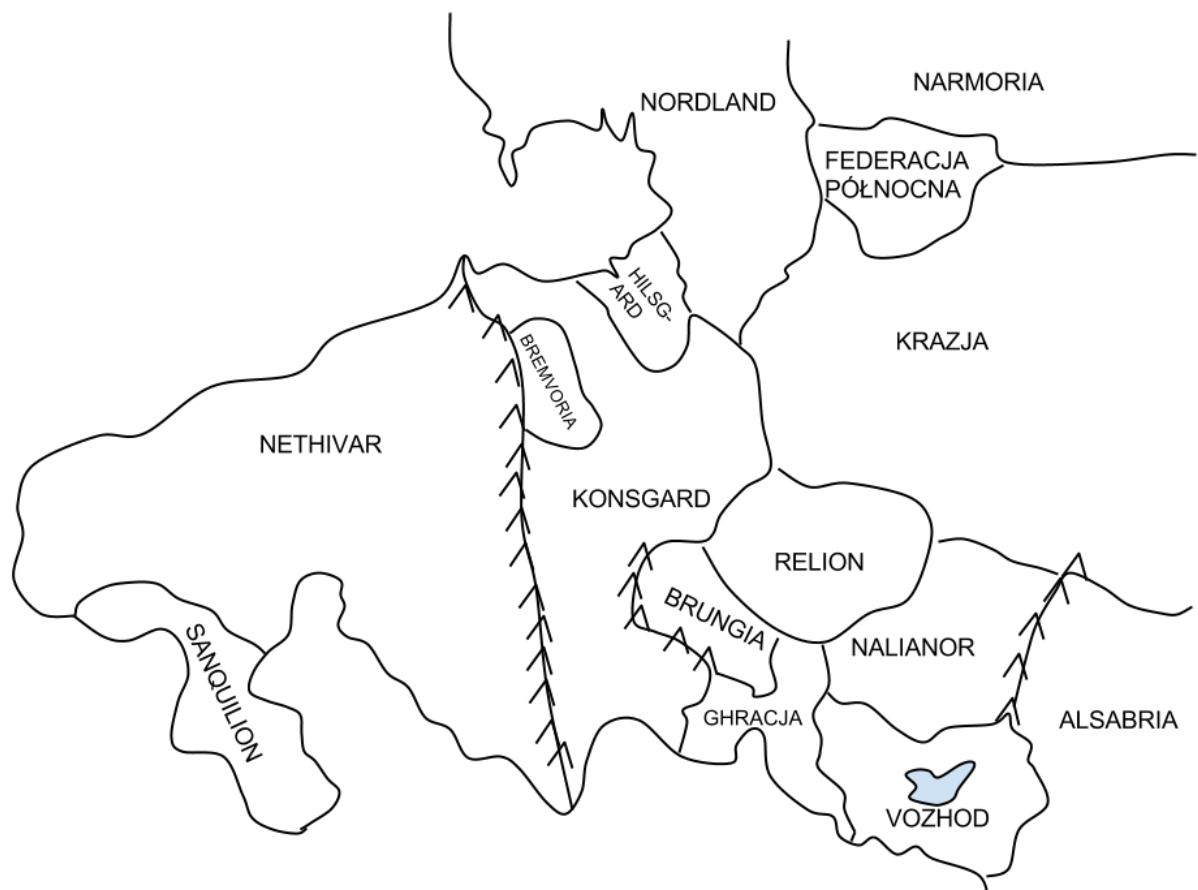 NORDLAND
NARMORIA
FEDERACJA
PÓŁNOCNA
HILSG-
ARD
KRAZJA
BREMVORIA
NETHIVAR
KONSGARD
RELION
BRUNGIA
NALIANOR
SANQUILION
GHRACJA
ALSABRIA
VOZHOD